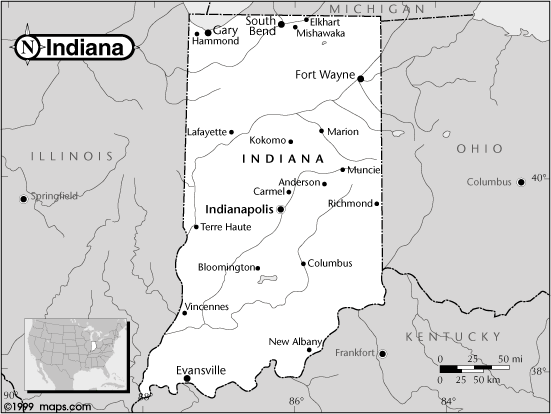 MICHIGAN
N Indiana
South
Bend
Elkhart
Mishawaka
Gary
Hammond
Fort Wayne
Lafayette
Kokomo
Marion
ILLINOIS
INDIANA
OHIO
Muncie
Anderson
Carmel
40°
Columbus
Springfield
Indianapolis
Richmond
Terre Haute
Bloomington
Columbus
Vincennes
New Albany
KENTUCKY
Frankfort
0 25 50 mi
0 25 50 km
38°
Evansville
90°
88°
86°
84°
©1999 maps.com